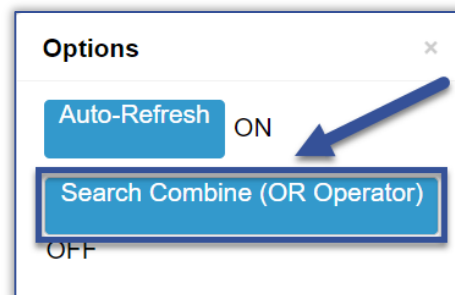 Options ×
Auto-Refresh ON
Search Combine (OR Operator)
OFF